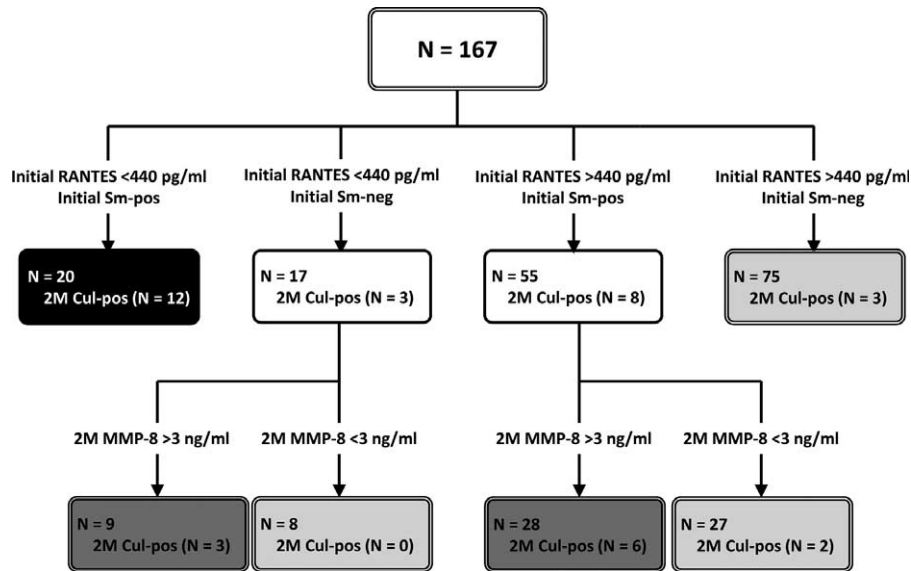 N = 167
Initial RANTES <440 pg/ml
Initial Sm-pos
Initial RANTES <440 pg/ml
Initial Sm-neg
Initial RANTES >440 pg/ml
Initial Sm-pos
Initial RANTES >440 pg/ml
Initial Sm-neg
N = 20
2M Cul-pos (N = 12)
N = 17
2M Cul-pos (N = 3)
N = 55
2M Cul-pos (N = 8)
N = 75
2M Cul-pos (N = 3)
2M MMP-8 >3 ng/ml
2M MMP-8 <3 ng/ml
2M MMP-8 >3 ng/ml
2M MMP-8 <3 ng/ml
N = 9
2M Cul-pos (N = 3)
N = 8
2M Cul-pos (N = 0)
N = 28
2M Cul-pos (N = 6)
N = 27
2M Cul-pos (N = 2)